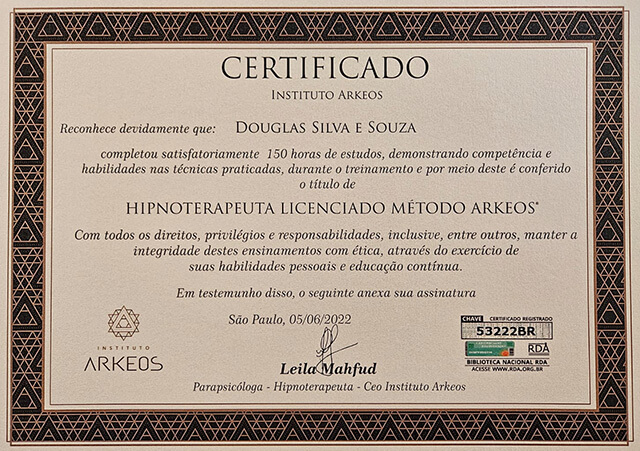 CERTIFICADO
INSTITUTO ARKEOS
Reconhece devidamente que: DOUGLAS SILVA E SOUZA
completou satisfatoriamente 150 horas de estudos, demonstrando competência e
habilidades nas técnicas praticadas, durante o treinamento e por meio deste é conferido
o título de
HIPNOTERAPEUTA LICENCIADO MÉTODO ARKEOS*
Com todos os direitos, privilégios e responsabilidades, inclusive, entre outros, manter a
integridade destes ensinamentos com ética, através do exercício de
suas habilidades pessoais e educação contínua.
Em testemunho disso, o seguinte anexa sua assinatura
São Paulo, 05/06/2022
INSTITUTO
ARKEOS
Leila Mahfud
Parapsicóloga - Hipnoterapeuta - Ceo Instituto Arkeos
CHAVE CERTIFICADO REGISTRADO
53222BR
RDA
BIBLIOTECA NACIONAL RDA
ACESSE WWW.RDA.ORG.BR